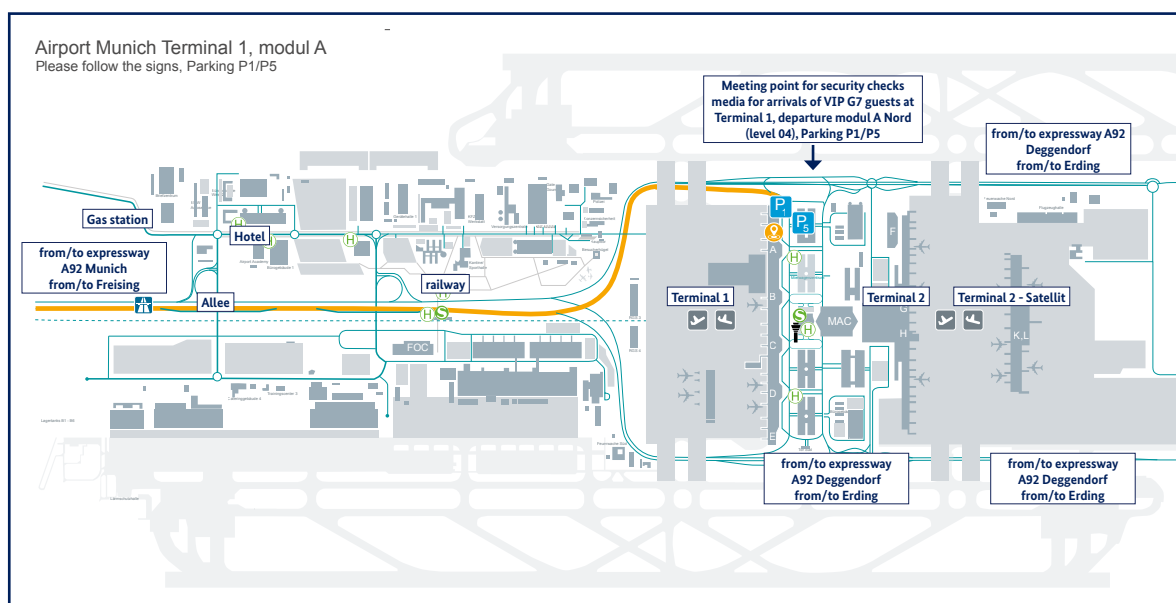 Airport Munich Terminal 1, modul A
Please follow the signs, Parking P1/P5
Meeting point for security checks
media for arrivals of VIP G7 guests at
Terminal 1, departure modul A Nord
(level 04), Parking P1/P5
from/to expressway A92
Deggendorf
from/to Erding
Gas station
Hotel
from/to expressway
A92 Munich
from/to Freising
Allee
railway
H
H
H
H
S
FOC
P
P5
A
B
C
D
E
F
G
H
H
S
H
H
MAC
K,L
Terminal 1
Terminal 2
Terminal 2 - Satellit
from/to expressway
A92 Deggendorf
from/to Erding
from/to expressway
A92 Deggendorf
from/to Erding